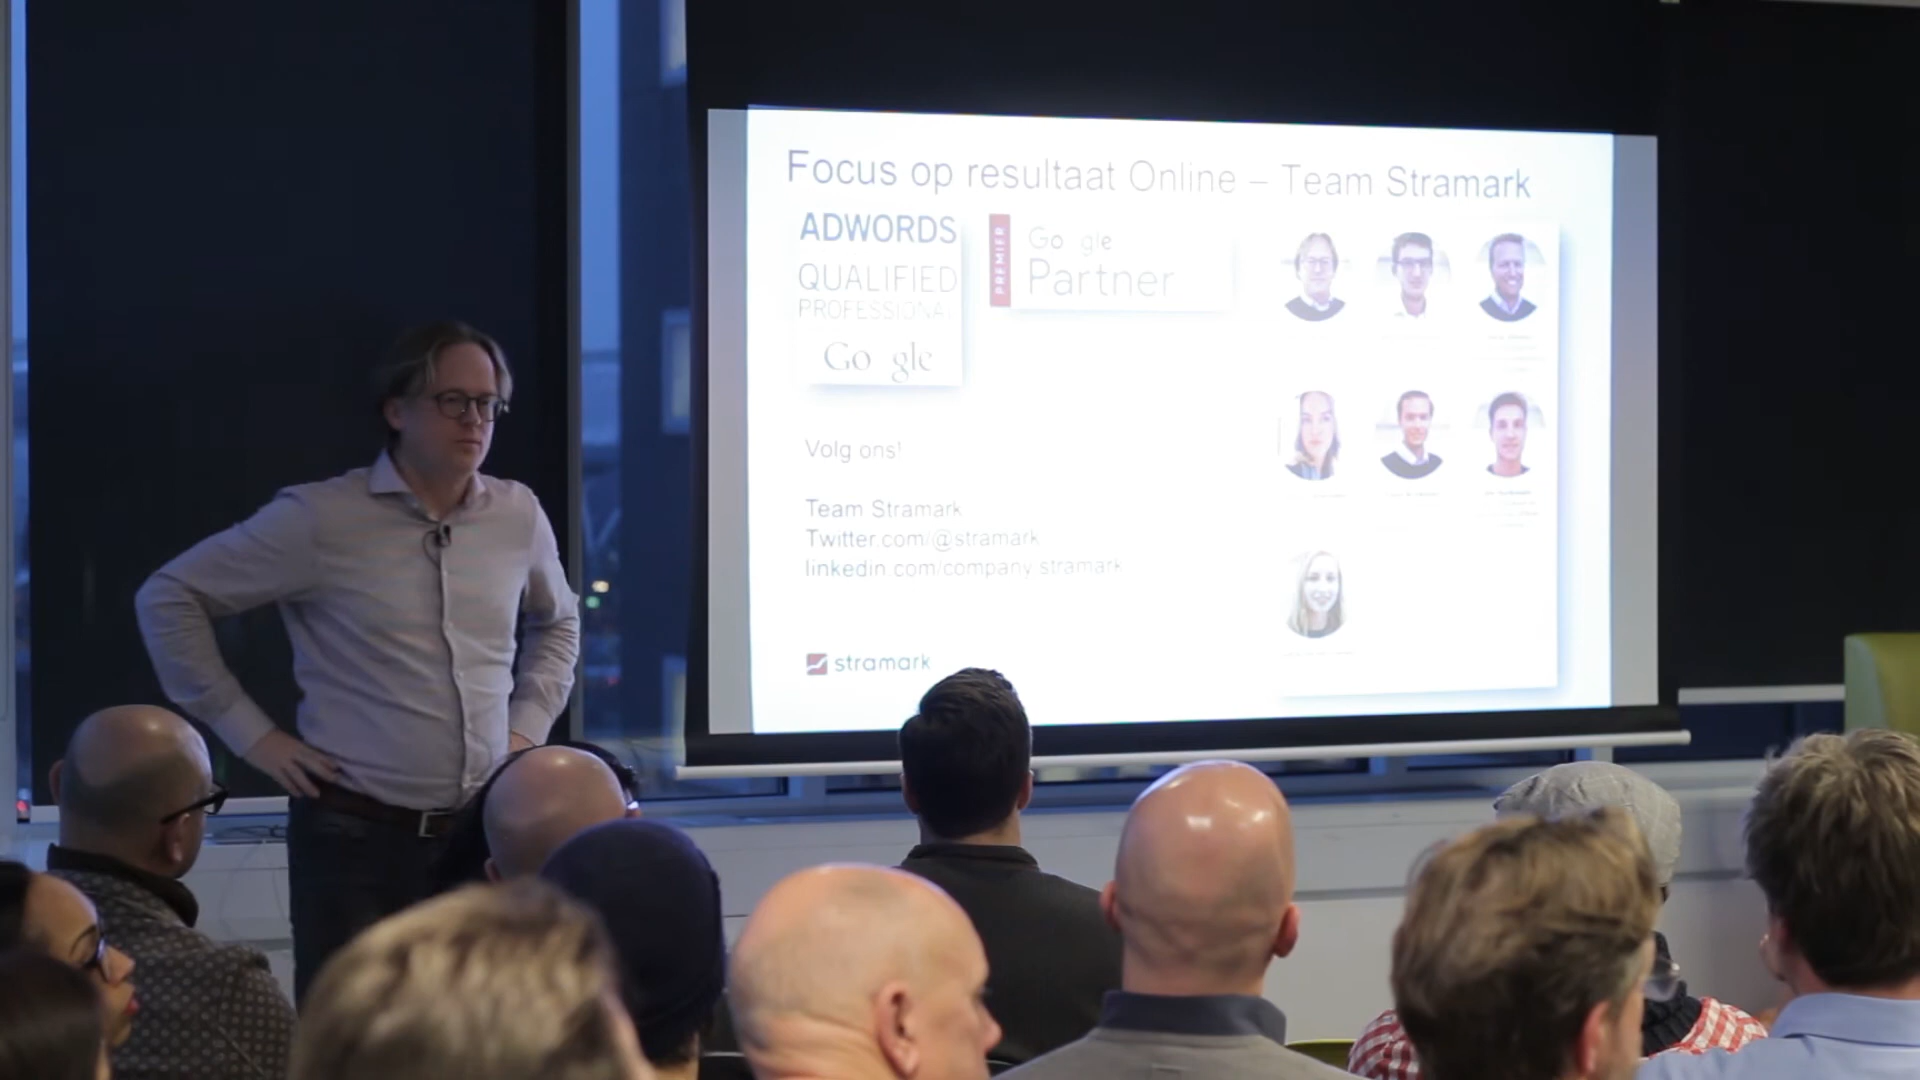 Focus op resultaat Online – Team Stramark
ADWORDS
QUALIFIED
PROFESSIONAL
Go gle
PREMIER
Go gle
Partner
Volg ons!
Team Stramark
Twitter.com/@stramark
linkedin.com/company/stramark
stramark